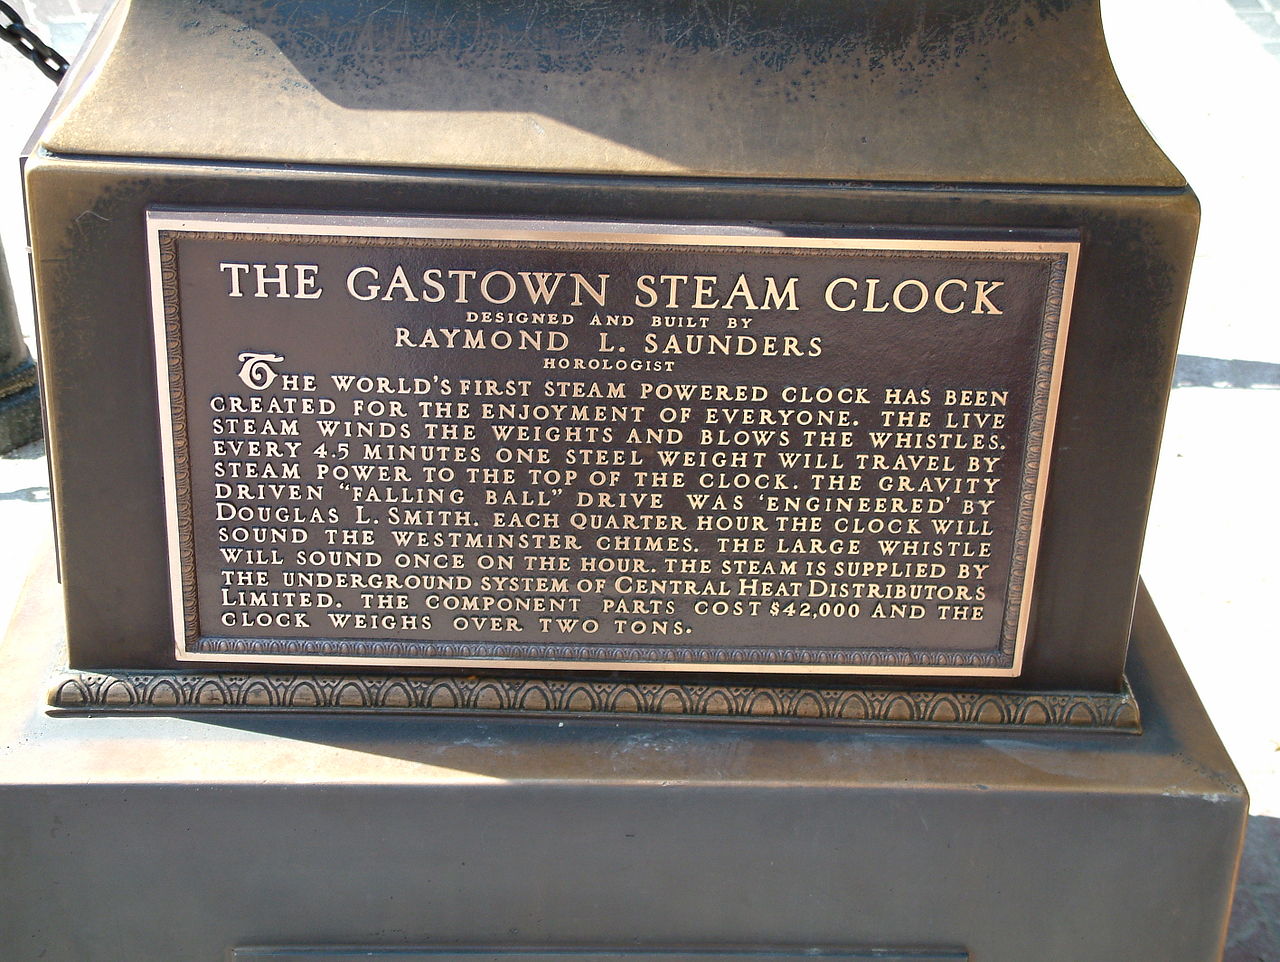 THE GASTOWN STEAM CLOCK
DESIGNED AND BUILT BY
RAYMOND L. SAUNDERS
HOROLOGIST
THE WORLD'S FIRST STEAM POWERED CLOCK HAS BEEN
CREATED FOR THE ENJOYMENT OF EVERYONE. THE LIVE
STEAM WINDS THE WEIGHTS AND BLOWS THE WHISTLES.
EVERY 4.5 MINUTES ONE STEEL WEIGHT WILL TRAVEL BY
STEAM POWER TO THE TOP OF THE CLOCK. THE GRAVITY
DRIVEN “FALLING BALL” DRIVE WAS ‘ENGINEERED’ BY
DOUGLAS L. SMITH. EACH QUARTER HOUR THE CLOCK WILL
SOUND THE WESTMINSTER CHIMES. THE LARGE WHISTLE
WILL SOUND ONCE ON THE HOUR. THE STEAM IS SUPPLIED BY
THE UNDERGROUND SYSTEM OF CENTRAL HEAT DISTRIBUTORS
LIMITED. THE COMPONENT PARTS COST $42,000 AND THE
CLOCK WEIGHS OVER TWO TONS.